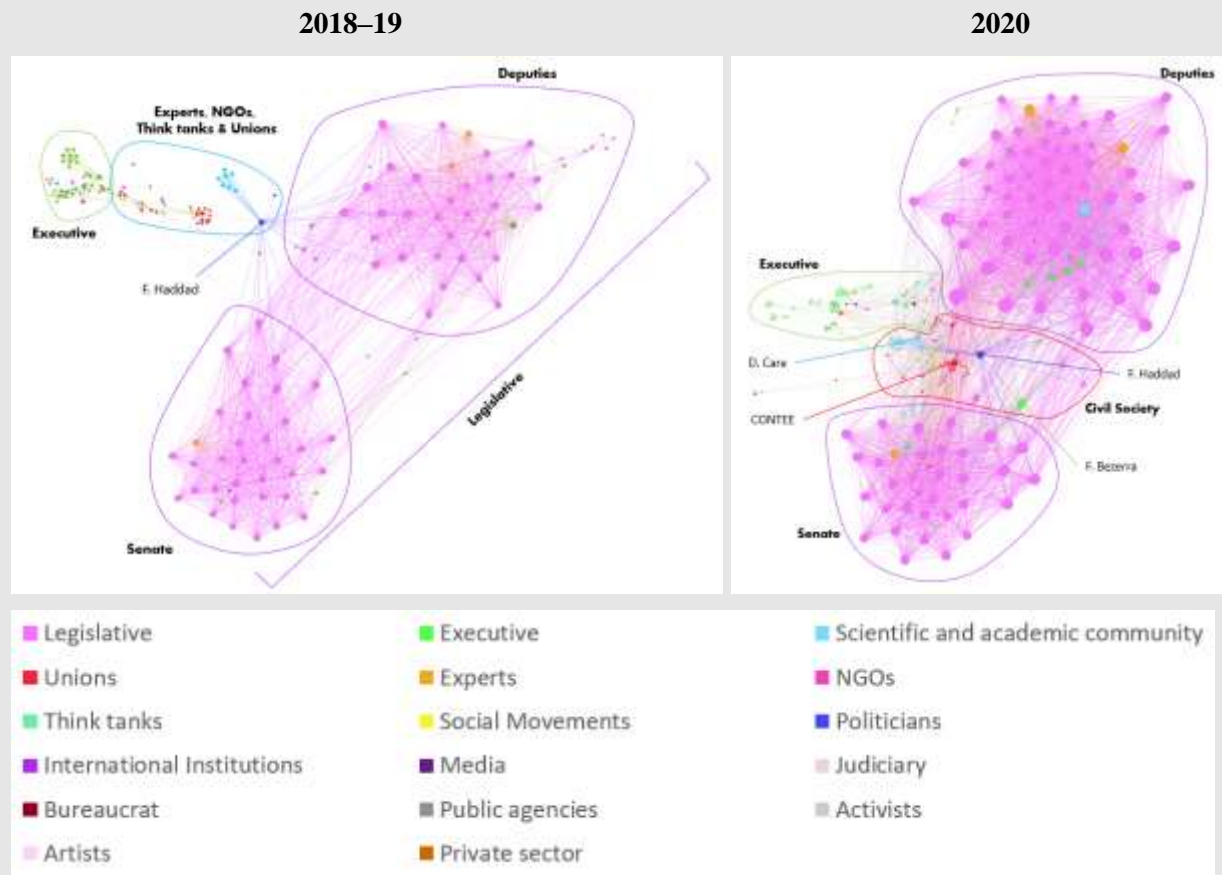 2018–19
2020
Deputies
Experts, NGOs,
Think tanks & Unions
Executive
F. Haddad
Legislative
Senate
Deputies
Executive
D. Care
F. Haddad
CONTEE
Civil Society
F. Bezerra
Senate
Legislative
Executive
Scientific and academic community
Unions
Experts
NGOs
Think tanks
Social Movements
Politicians
International Institutions
Media
Judiciary
Bureaucrat
Public agencies
Activists
Artists
Private sector